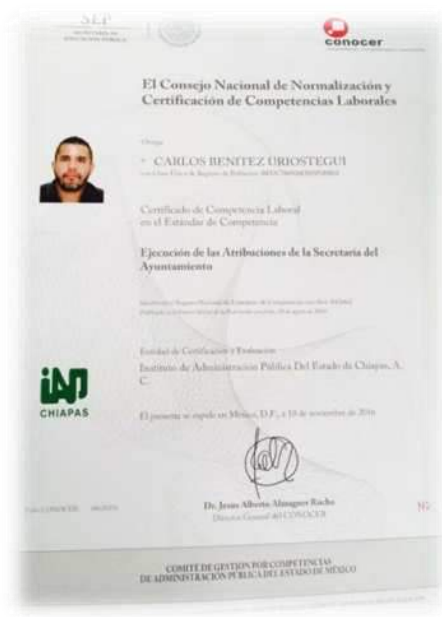 SEP
conocer
El Consejo Nacional de Normalización y
Certificación de Competencias Laborales
Otorga
CARLOS BENITEZ URIOSTEGUI
Certificado de Competencia Laboral
en el Estándar de Competencia
Ejecución de las Atribuciones de la Secretaría del
Ayuntamiento
Entidad de Certificación y Evaluación
Instituto de Administración Pública Del Estado de Chiapas, A.
C.
CHIAPAS
El presente se expide en México, D.F., a 10 de noviembre de 2016
Dr. Jesús Alberto Almaguer Rocha
Director General del CONOCER
COMITÉ DE GESTIÓN POR COMPETENCIAS
DE ADMINISTRACIÓN PÚBLICA DEL ESTADO DE MÉXICO